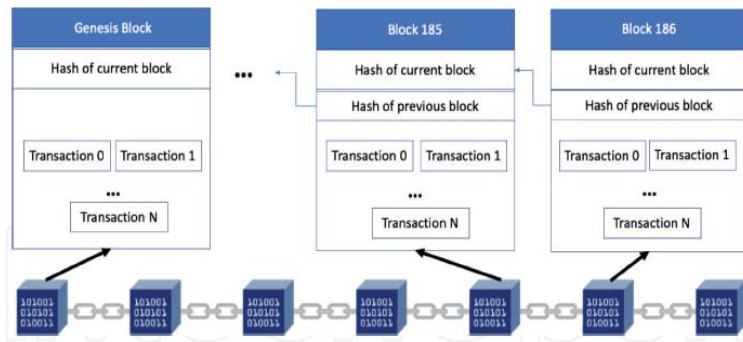 Genesis Block
Hash of current block
Transaction 0
Transaction 1
...
Transaction N
...
Block 185
Hash of current block
Hash of previous block
Transaction 0
Transaction 1
...
Transaction N
Block 186
Hash of current block
Hash of previous block
Transaction 0
Transaction 1
...
Transaction N
101001
010101
010011
101001
010101
010011
101001
010101
010011
101001
010101
010011
101001
010101
010011
101001
010101
010011
101001
010101
010011